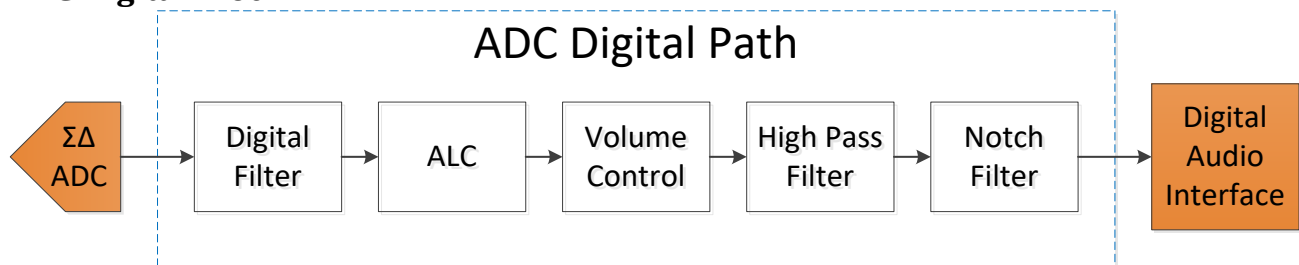 ADC Digital Path
ΣΔ
ADC
Digital
Filter
ALC
Volume
Control
High Pass
Filter
Notch
Filter
Digital
Audio
Interface